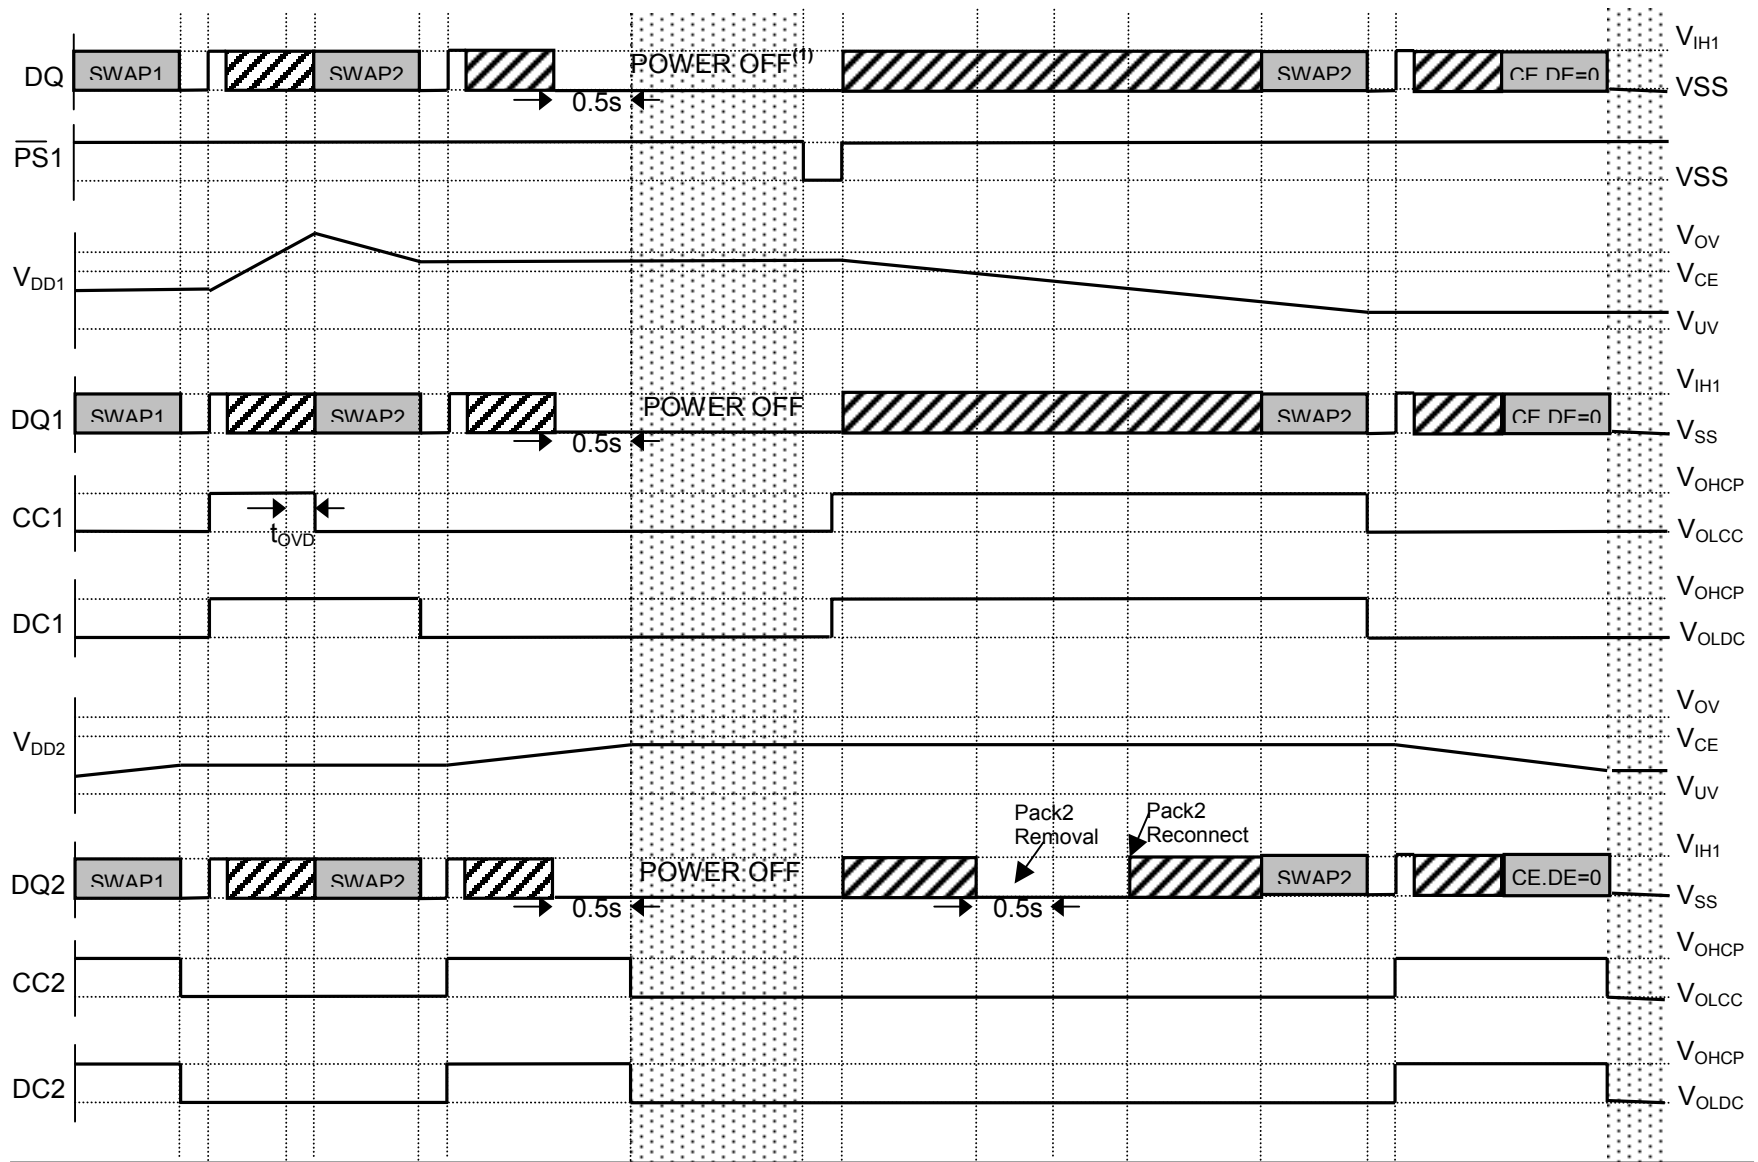 DQ SWAP1 SWAP2 POWER OFF(1) SWAP2 CE,DE=0 VIH1
0.5s VSS
PS1 VSS
VDD1 VOV
VCE
VUV
DQ1 SWAP1 SWAP2 POWER OFF SWAP2 CE,DE=0 VIH1
0.5s VSS
CC1 tOVD VOHCP
VOLCC
DC1 VOHCP
VOLDC
VDD2 VOV
VCE
VUV
Pack2 Removal
Pack2 Reconnect
DQ2 SWAP1 SWAP2 POWER OFF SWAP2 CE.DE=0 VIH1
0.5s 0.5s VSS
CC2 VOHCP
VOLCC
DC2 VOHCP
VOLDC